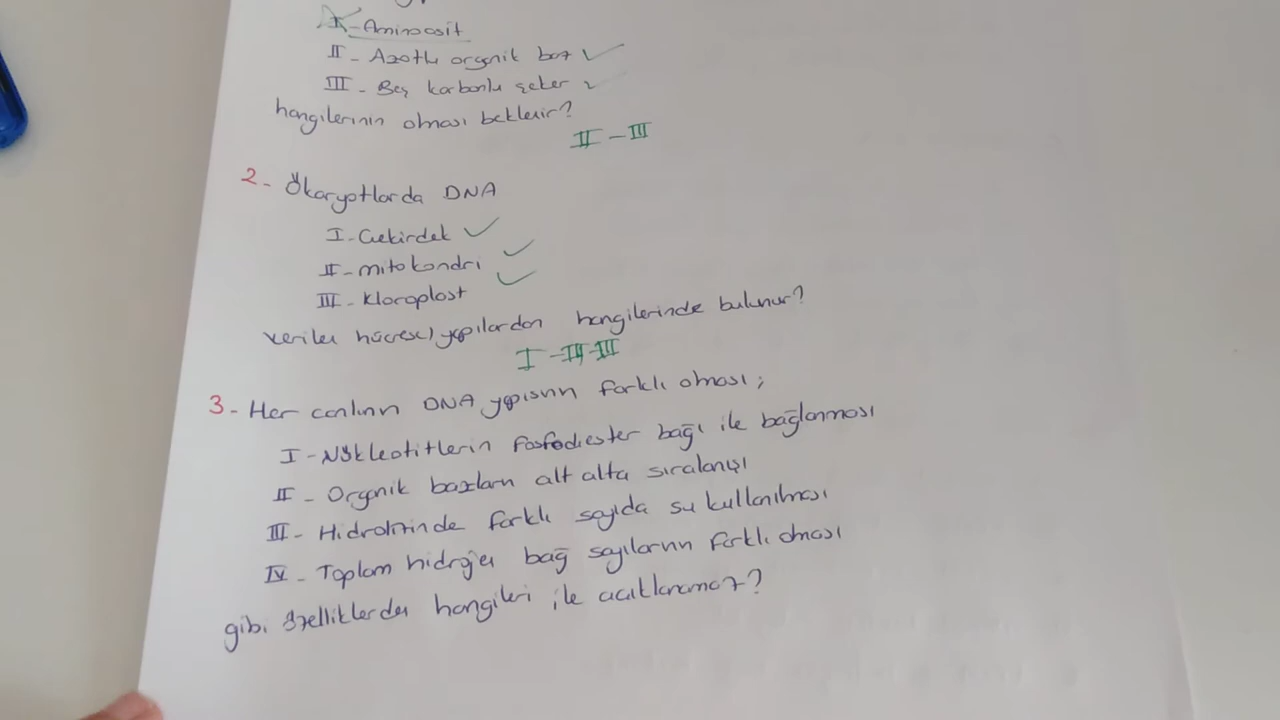 I - Aminoasit
II - Azotlu organik baz ✓
III - Beş karbonlu şeker
hangilerinin olması beklenir?
II - III
2- Ökaryotlarda DNA
I - Çekirdek ✓
II - mitokondri ✓
III - Kloroplast ✓
verilen hücresel yapılardan hangilerinde bulunur?
I - II - III
3- Her canlının DNA yapısının farklı olması;
I - Nükleotitlerin fosfodiester bağı ile bağlanması
II - Organik bazların alt alta sıralanışı
III - Hidrolizinde farklı sayıda su kullanılması
IV - Toplam hidrojen bağ sayılarının farklı olması
gibi özelliklerden hangileri ile açıklanamaz?